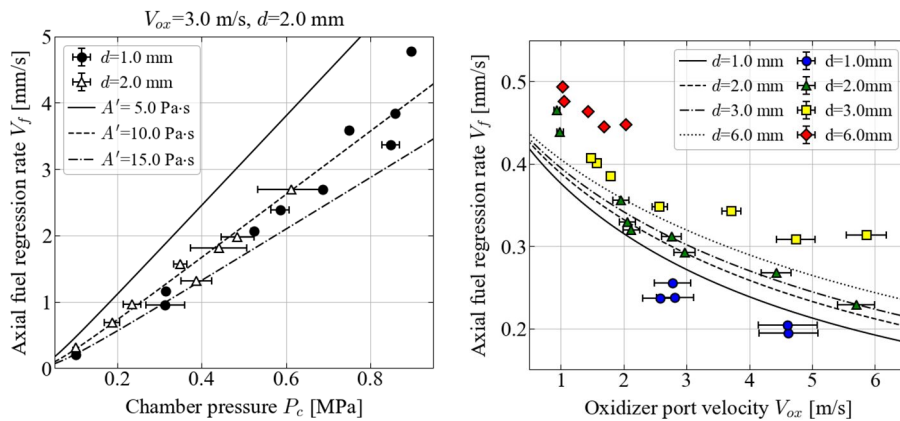 V_ox=3.0 m/s, d=2.0 mm
Axial fuel regression rate V_f [mm/s]
5
4
3
2
1
0
d=1.0 mm
d=2.0 mm
A′= 5.0 Pa·s
A′=10.0 Pa·s
A′=15.0 Pa·s
0.2 0.4 0.6 0.8
Chamber pressure P_c [MPa]
Axial fuel regression rate V_f [mm/s]
0.5
0.4
0.3
0.2
d=1.0 mm d=1.0mm
d=2.0 mm d=2.0mm
d=3.0 mm d=3.0mm
d=6.0 mm d=6.0mm
1 2 3 4 5 6
Oxidizer port velocity V_ox [m/s]